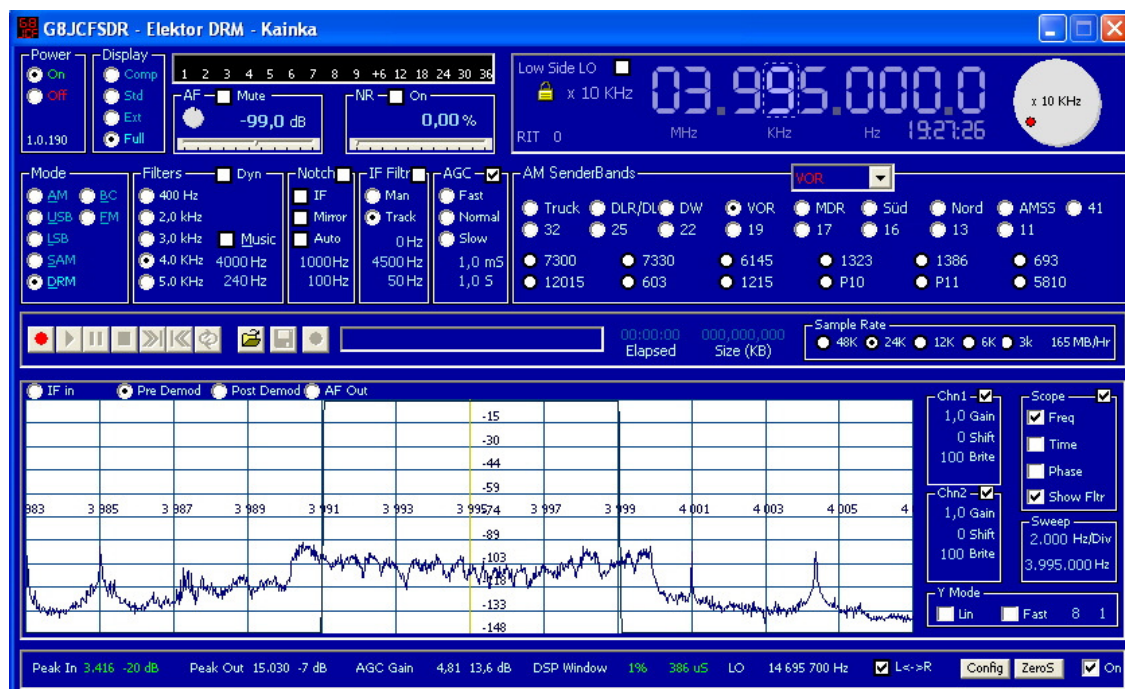 G8JCFSDR - Elektor DRM - Kainka
Power Display
On Comp 1 2 3 4 5 6 7 8 9 +6 12 18 24 30 36
Off Std AF Mute NR On
Ext -99,0 dB 0,00 %
1.0.190 Full
Low Side LO
x 10 KHz 03.995.000.0 x 10 KHz
RIT 0 MHz KHz Hz 19:27:26
Mode Filters Dyn Notch IF Filtr AGC AM SenderBands VOR
AM BC 400 Hz IF Man Fast
USB FM 2,0 kHz Mirror Track Normal
LSB 3,0 kHz Music Auto 0 Hz Slow
SAM 4.0 KHz 4000 Hz 1000 Hz 4500 Hz 1,0 mS
DRM 5.0 KHz 240 Hz 100 Hz 50 Hz 1,0 S
Truck DLR/DL DW VOR MDR Süd Nord AMSS 41
32 25 22 19 17 16 13 11
7300 7330 6145 1323 1386 693
12015 603 1215 P10 P11 5810
00:00:00 000,000,000
Elapsed Size (KB)
Sample Rate
48K 24K 12K 6K 3k 165 MB/Hr
IF in Pre Demod Post Demod AF Out
-15
-30
-44
-59
983 3 985 3 987 3 989 3 991 3 993 3 995 -74 3 997 3 999 4 001 4 003 4 005 4
-89
-103
-118
-133
-148
Chn1
1,0 Gain
0 Shift
100 Brite
Chn2
1,0 Gain
0 Shift
100 Brite
Scope
Freq
Time
Phase
Show Fltr
Sweep
2.000 Hz/Div
3.995.000 Hz
Y Mode
Lin Fast 8 1
Peak In 3.416 -20 dB Peak Out 15.030 -7 dB AGC Gain 4,81 13,6 dB DSP Window 1% 386 uS LO 14 695 700 Hz L<->R Config ZeroS On